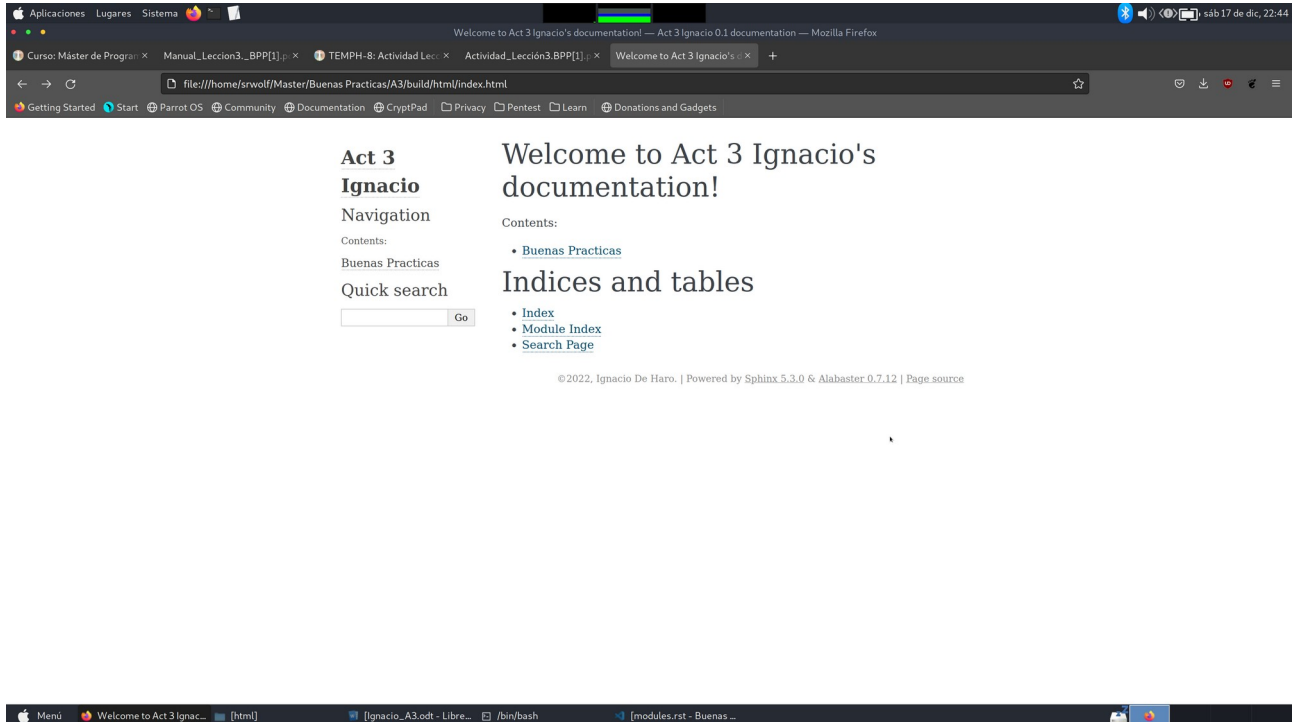 Aplicaciones Lugares Sistema sáb 17 de dic, 22:44
Welcome to Act 3 Ignacio's documentation! — Act 3 Ignacio 0.1 documentation — Mozilla Firefox
Curso: Máster de Program × Manual_Leccion3._BPP[1].p × TEMPH-8: Actividad Lecc × Actividad_Lección3.BPP[1].p × Welcome to Act 3 Ignacio's d × +
file:///home/srwolf/Master/Buenas Practicas/A3/build/html/index.html
Getting Started Start Parrot OS Community Documentation CryptPad Privacy Pentest Learn Donations and Gadgets
Act 3
Ignacio
Navigation
Contents:
Buenas Practicas
Quick search
Go
Welcome to Act 3 Ignacio's
documentation!
Contents:
• Buenas Practicas
Indices and tables
• Index
• Module Index
• Search Page
©2022, Ignacio De Haro. | Powered by Sphinx 5.3.0 & Alabaster 0.7.12 | Page source
Menú Welcome to Act 3 Ignac... [html] [Ignacio_A3.odt - Libre... /bin/bash [modules.rst - Buenas ...